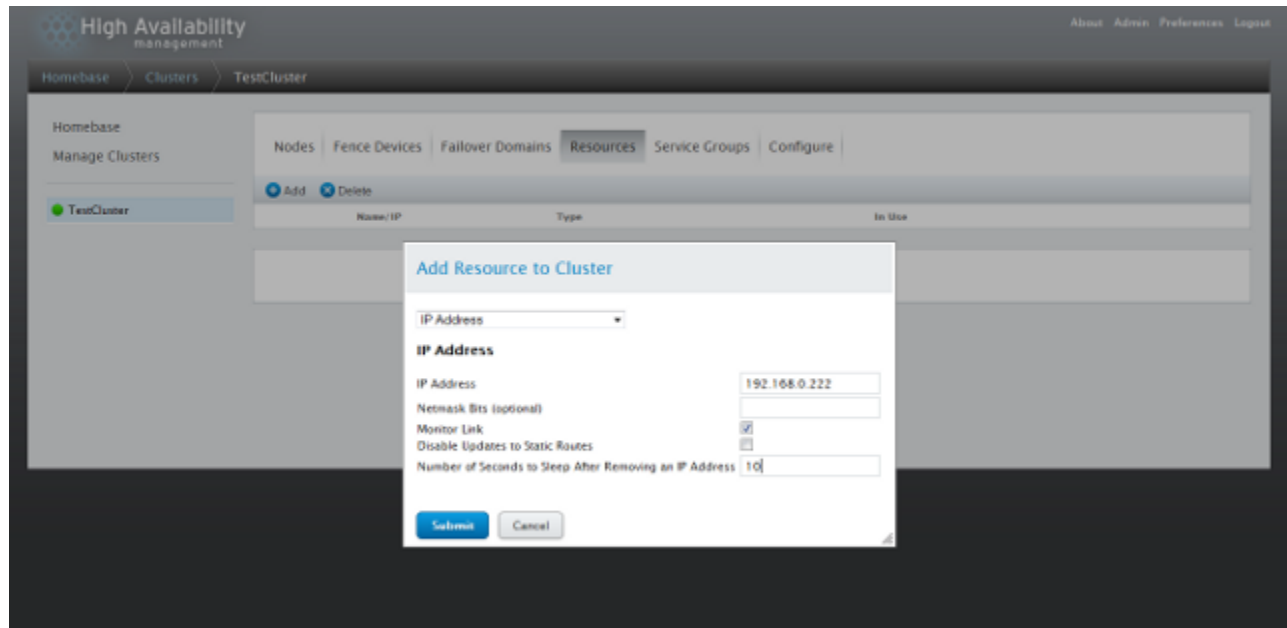 High Availability
management
About Admin Preferences Logout
Homebase Clusters TestCluster
Homebase
Manage Clusters
TestCluster
Nodes Fence Devices Failover Domains Resources Service Groups Configure
Add Delete
Name/IP Type In Use
Add Resource to Cluster
IP Address
IP Address
IP Address 192.168.0.222
Netmask Bits (optional)
Monitor Link
Disable Updates to Static Routes
Number of Seconds to Sleep After Removing an IP Address 10
Submit Cancel